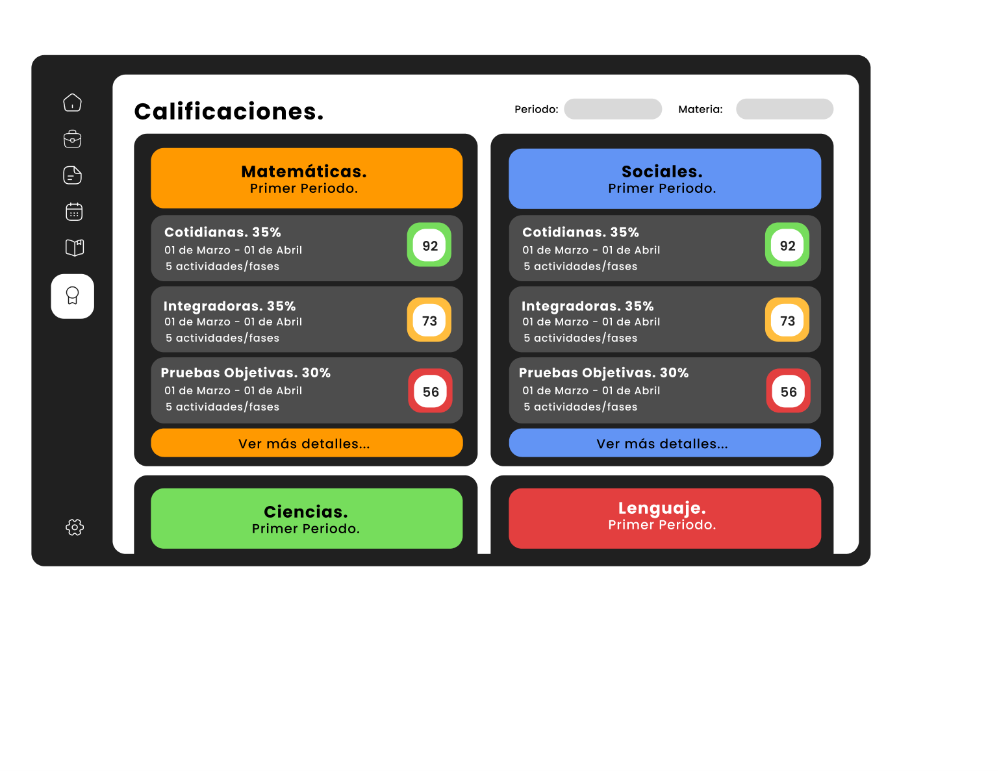 Calificaciones.
Periodo:
Materia:
Matemáticas.
Primer Periodo.
Cotidianas. 35%
01 de Marzo - 01 de Abril
5 actividades/fases
92
Integradoras. 35%
01 de Marzo - 01 de Abril
5 actividades/fases
73
Pruebas Objetivas. 30%
01 de Marzo - 01 de Abril
5 actividades/fases
56
Ver más detalles...
Sociales.
Primer Periodo.
Cotidianas. 35%
01 de Marzo - 01 de Abril
5 actividades/fases
92
Integradoras. 35%
01 de Marzo - 01 de Abril
5 actividades/fases
73
Pruebas Objetivas. 30%
01 de Marzo - 01 de Abril
5 actividades/fases
56
Ver más detalles...
Ciencias.
Primer Periodo.
Lenguaje.
Primer Periodo.